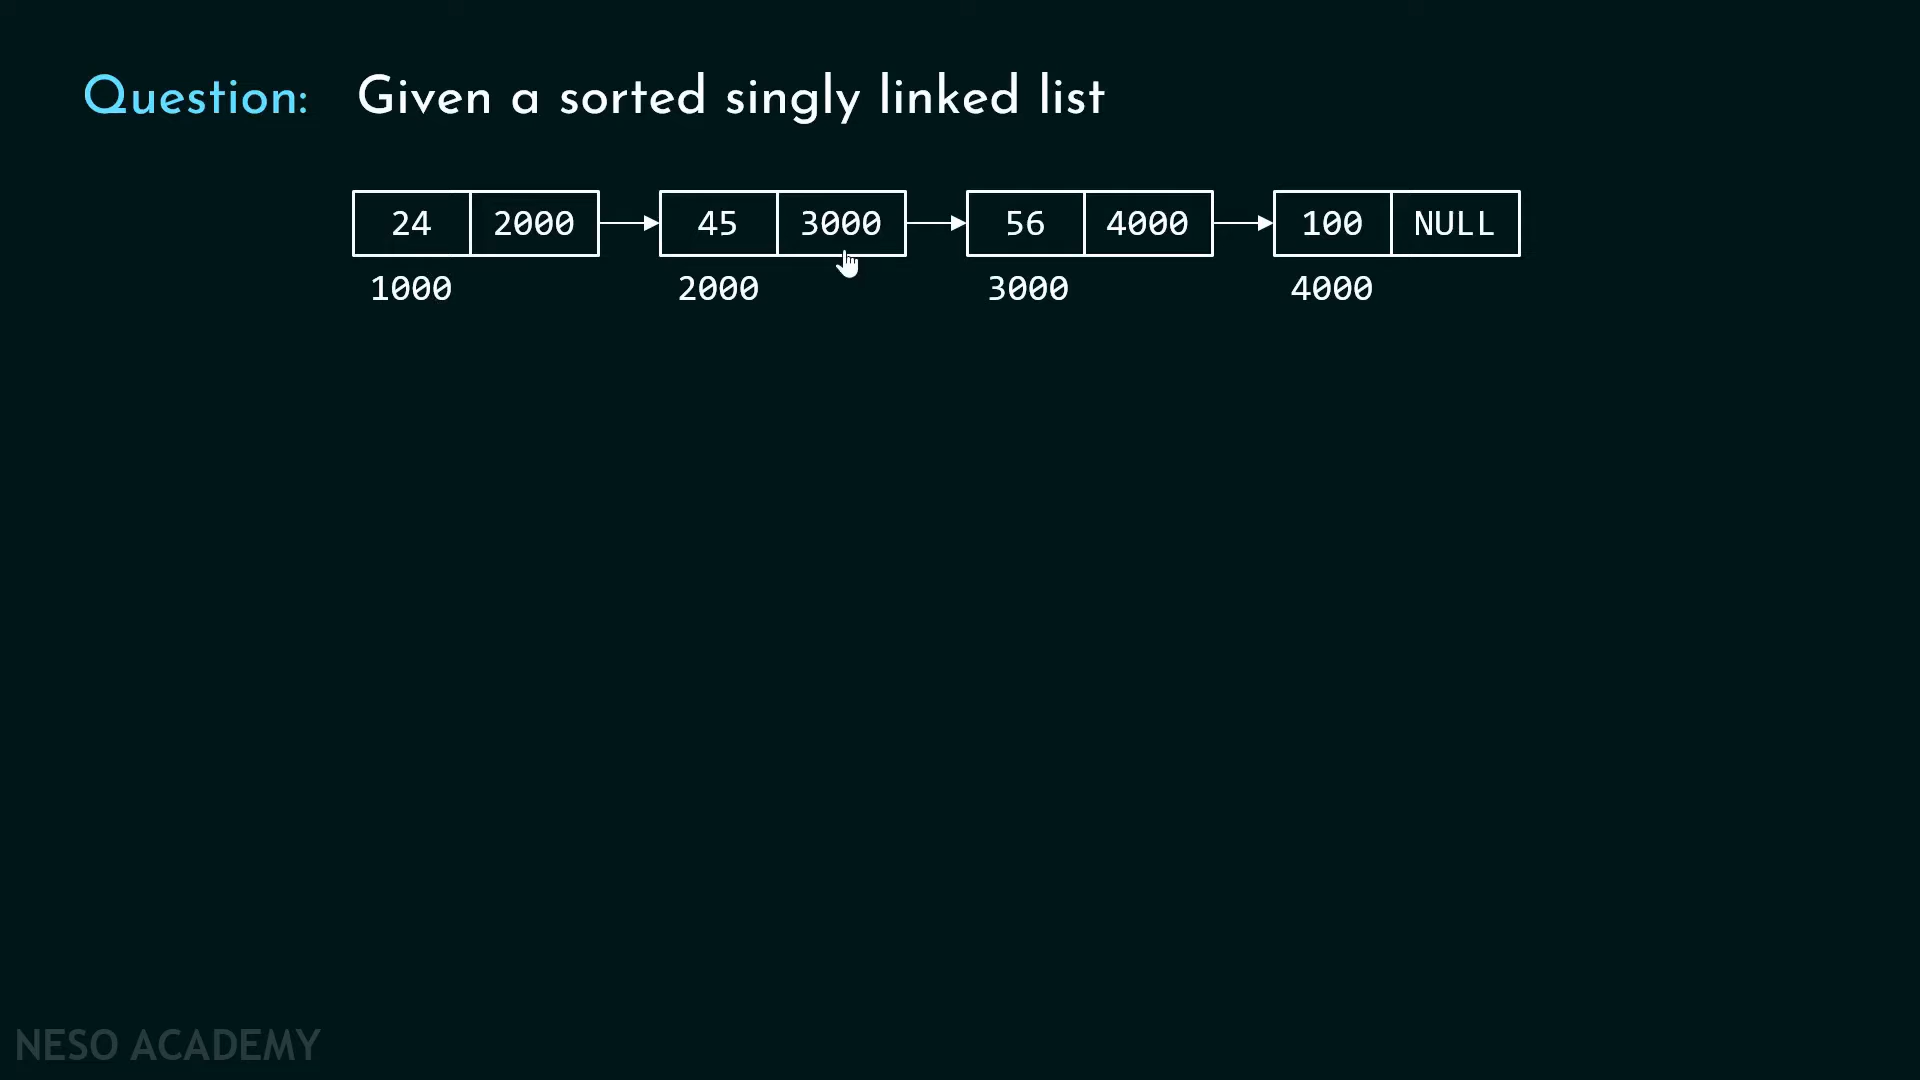 Question: Given a sorted singly linked list
24 2000 45 3000 56 4000 100 NULL
1000 2000 3000 4000
NESO ACADEMY